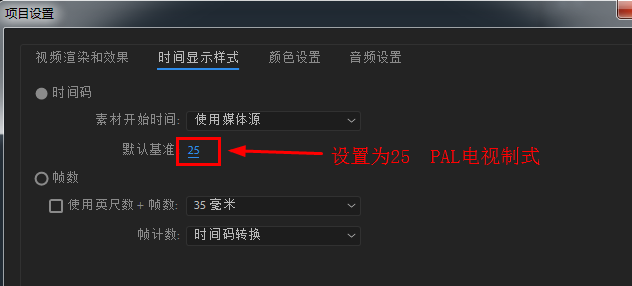 项目设置
视频渲染和效果 时间显示样式 颜色设置 音频设置
时间码
素材开始时间: 使用媒体源
默认基准 25 设置为25 PAL电视制式
帧数
使用英尺数 + 帧数: 35 毫米
帧计数: 时间码转换